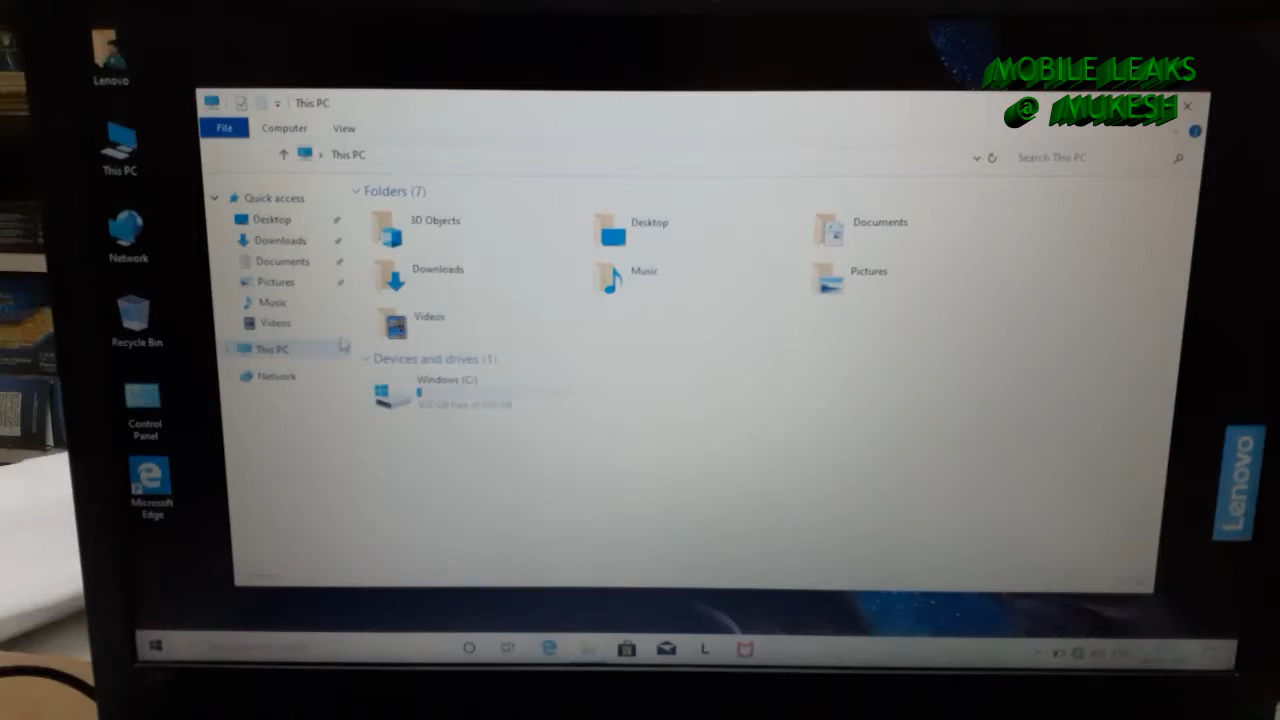 MOBILE LEAKS
@ MUKESH
Lenovo
This PC
File
Computer
View
This PC
Search This PC
This PC
Network
Recycle Bin
Control
Panel
Microsoft
Edge
Quick access
Desktop
Downloads
Documents
Pictures
Music
Videos
This PC
Network
Folders (7)
3D Objects
Desktop
Documents
Downloads
Music
Pictures
Videos
Devices and drives (1)
Windows (C:)
Lenovo
L